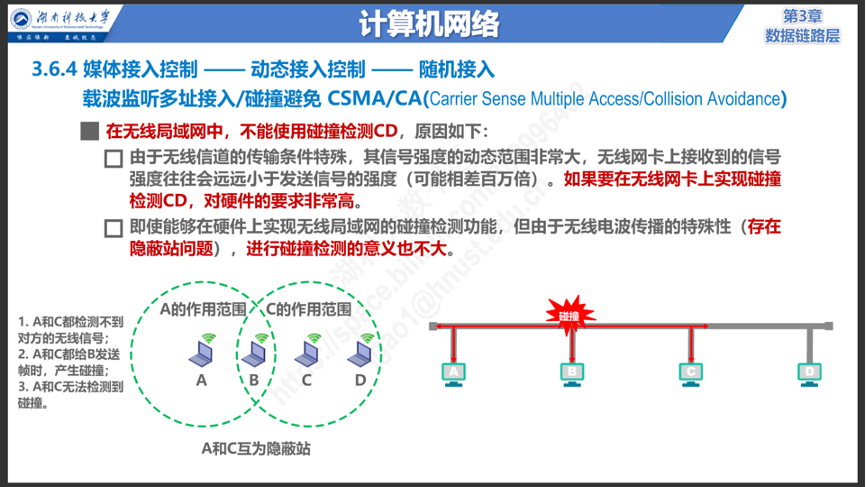 湖南科技大学
Hunan University of Science and Technology
唯实惟新 至诚致志
计算机网络
第3章
数据链路层
3.6.4 媒体接入控制 —— 动态接入控制 —— 随机接入
载波监听多址接入/碰撞避免 CSMA/CA(Carrier Sense Multiple Access/Collision Avoidance)
在无线局域网中，不能使用碰撞检测CD，原因如下：
由于无线信道的传输条件特殊，其信号强度的动态范围非常大，无线网卡上接收到的信号
强度往往会远远小于发送信号的强度（可能相差百万倍）。如果要在无线网卡上实现碰撞
检测CD，对硬件的要求非常高。
即使能够在硬件上实现无线局域网的碰撞检测功能，但由于无线电波传播的特殊性（存在
隐蔽站问题），进行碰撞检测的意义也不大。
1. A和C都检测不到
对方的无线信号；
2. A和C都给B发送
帧时，产生碰撞；
3. A和C无法检测到
碰撞。
A的作用范围
C的作用范围
A
B
C
D
A和C互为隐蔽站
碰撞
A
B
C
D